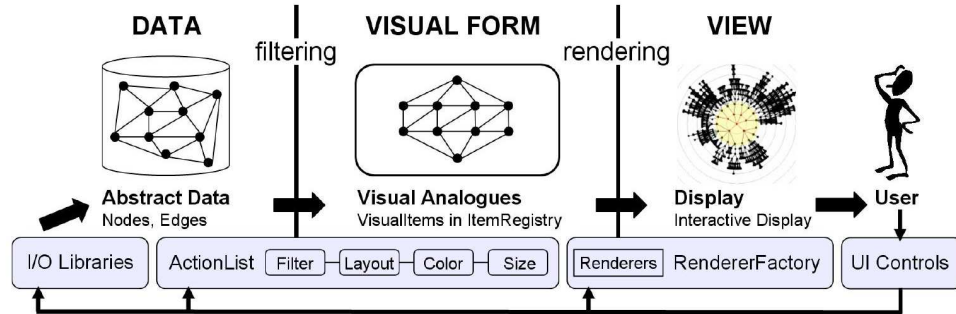 DATA
VISUAL FORM
VIEW
filtering
rendering
Abstract Data
Nodes, Edges
Visual Analogues
VisualItems in ItemRegistry
Display
Interactive Display
User
I/O Libraries
ActionList
Filter
Layout
Color
Size
Renderers
RendererFactory
UI Controls